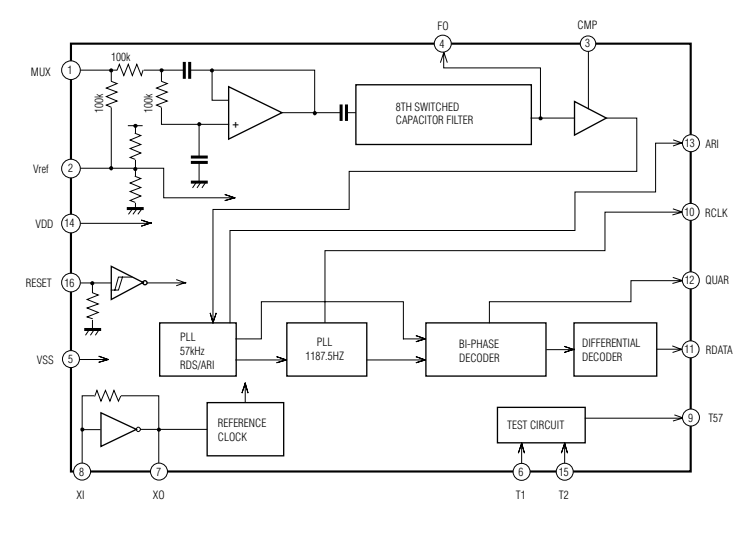 FO
CMP
4
3
MUX
1
100k
100k
100k
+
8TH SWITCHED
CAPACITOR FILTER
Vref
2
13
ARI
VDD
14
10
RCLK
RESET
16
12
QUAR
PLL
57kHz
RDS/ARI
PLL
1187.5HZ
BI-PHASE
DECODER
DIFFERENTIAL
DECODER
11
RDATA
VSS
5
REFERENCE
CLOCK
TEST CIRCUIT
9
T57
8
7
6
15
XI
XO
T1
T2